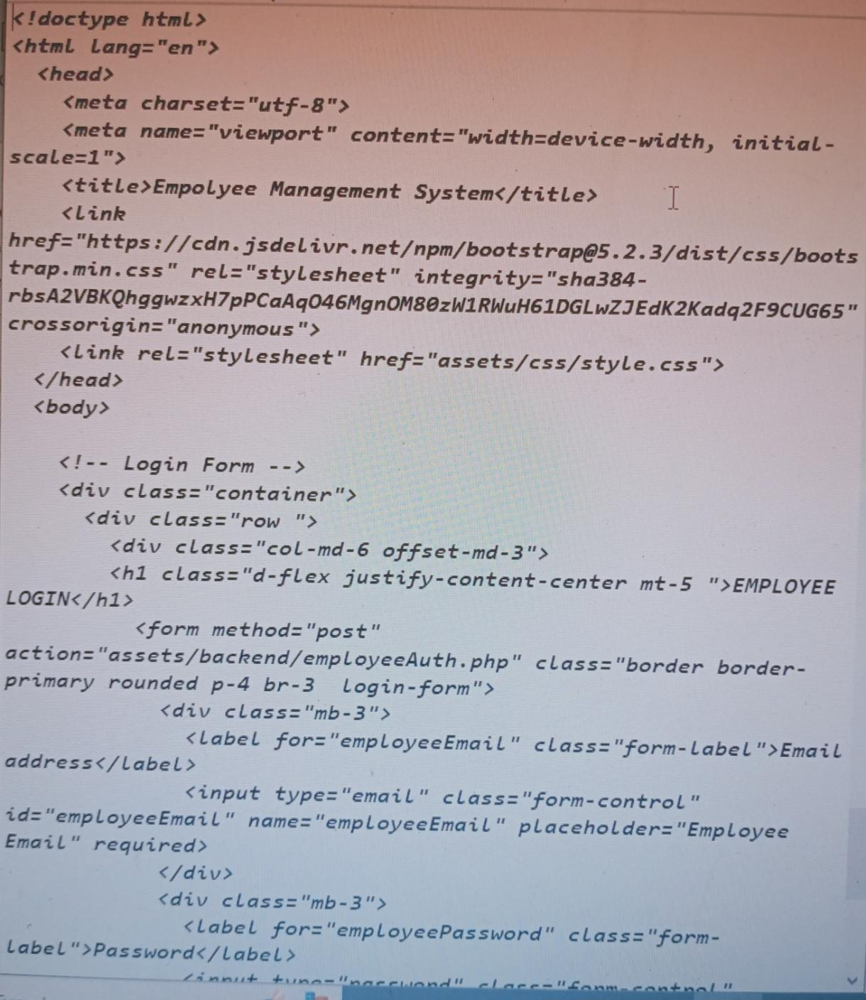 <!doctype html>
<html lang="en">
<head>
<meta charset="utf-8">
<meta name="viewport" content="width=device-width, initial-
scale=1">
<title>Empolyee Management System</title>
<link
href="https://cdn.jsdelivr.net/npm/bootstrap@5.2.3/dist/css/boots
trap.min.css" rel="stylesheet" integrity="sha384-
rbsA2VBKQhggwzxH7pPCaAqO46MgnOM80zW1RWuH61DGLwZJEdK2Kadq2F9CUG65"
crossorigin="anonymous">
<link rel="stylesheet" href="assets/css/style.css">
</head>
<body>
<!-- Login Form -->
<div class="container">
<div class="row ">
<div class="col-md-6 offset-md-3">
<h1 class="d-flex justify-content-center mt-5 ">EMPLOYEE
LOGIN</h1>
<form method="post"
action="assets/backend/employeeAuth.php" class="border border-
primary rounded p-4 br-3  login-form">
<div class="mb-3">
<label for="employeeEmail" class="form-label">Email
address</label>
<input type="email" class="form-control"
id="employeeEmail" name="employeeEmail" placeholder="Employee
Email" required>
</div>
<div class="mb-3">
<label for="employeePassword" class="form-
label">Password</label>
<input type="password" class="form-control"